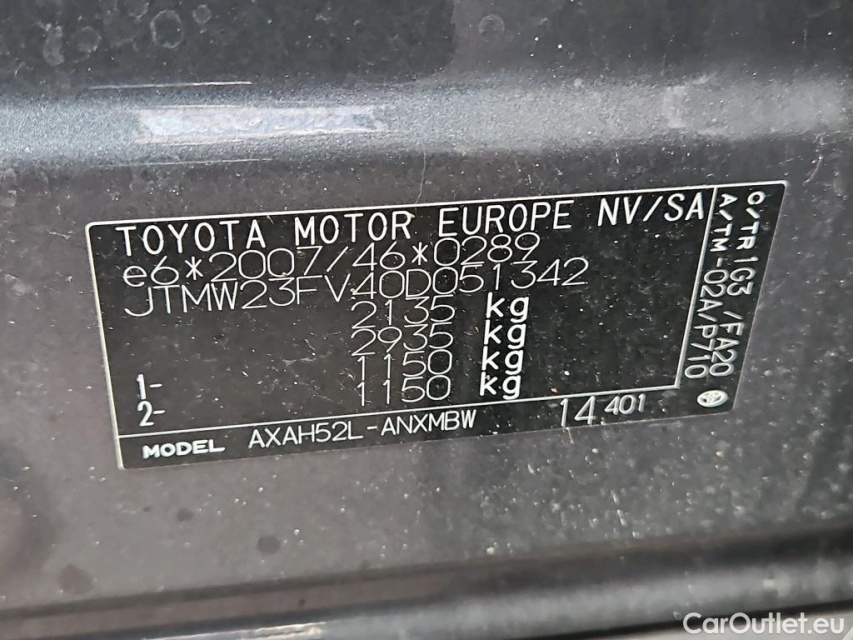 TOYOTA MOTOR EUROPE NV/SA
e6*2007/46*0289
JTMW23FV40D051342
2135 kg
2935 kg
1- 1150 kg
2- 1150 kg
MODEL AXAH52L-ANXMBW 14 401
O/TR 1G3 /FA20
A/TM-02A/P710
CarOutlet.eu